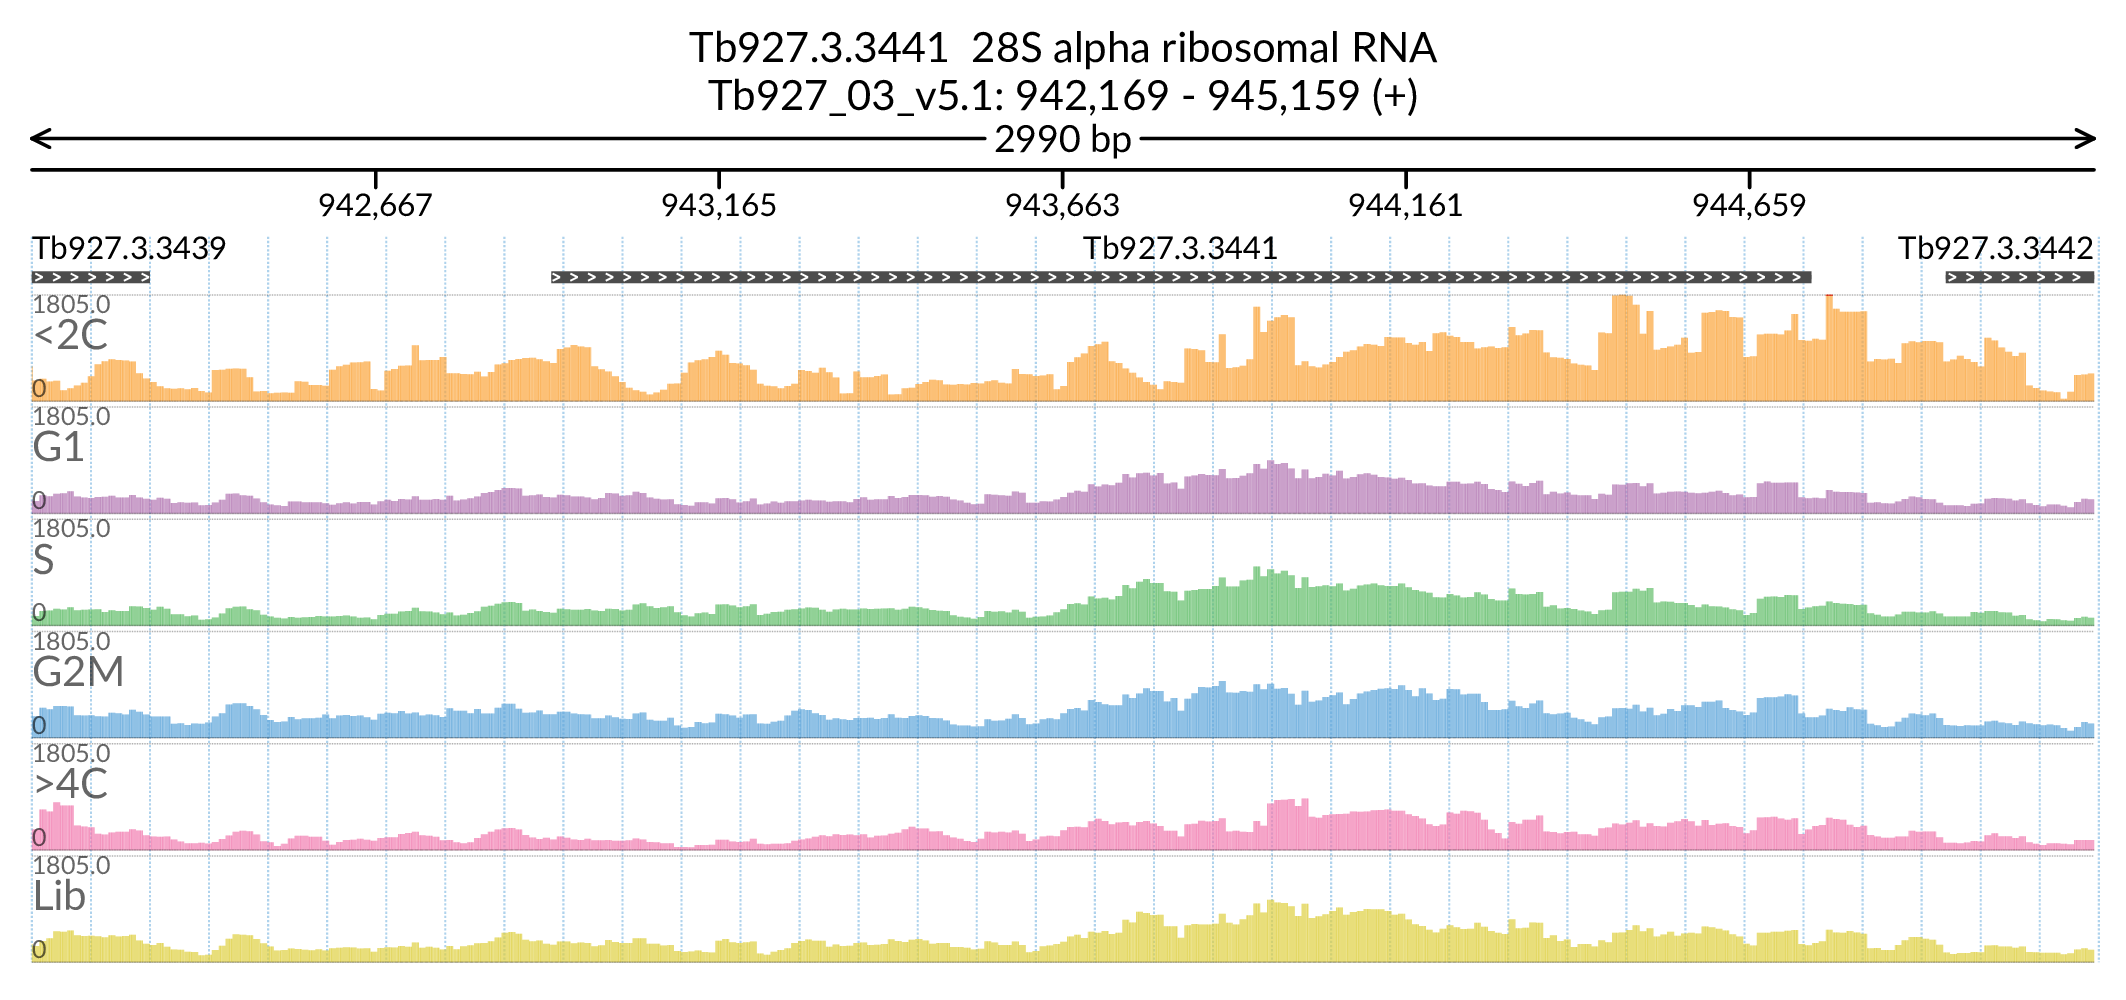 Tb927.3.3441  28S alpha ribosomal RNA
Tb927_03_v5.1: 942,169 - 945,159 (+)
2990 bp
942,667 943,165 943,663 944,161 944,659
Tb927.3.3439 Tb927.3.3441 Tb927.3.3442
1805.0
<2C
0
1805.0
G1
0
1805.0
S
0
1805.0
G2M
0
1805.0
>4C
0
1805.0
Lib
0